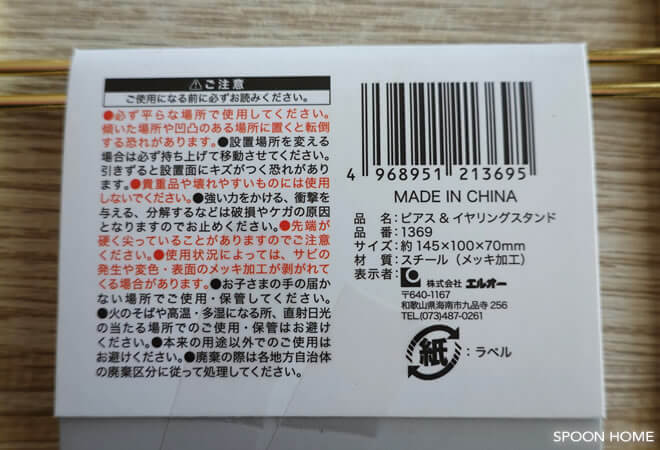 ⚠ご注意
ご使用になる前に必ずお読みください。
●必ず平らな場所で使用してください。
傾いた場所や凹凸のある場所に置くと転倒
する恐れがあります。●設置場所を変える
場合は必ず持ち上げて移動させてください。
引きずると設置面にキズがつく恐れがあり
ます。●貴重品や壊れやすいものには使用
しないでください。●強い力をかける、衝撃を
与える、分解するなどは破損やケガの原因
となりますのでお止めください。●先端が
硬く尖っていることがありますのでご注意
ください。●使用状況によっては、サビの
発生や変色・表面のメッキ加工が剥がれて
くる場合があります。●お子さまの手の届か
ない場所でご使用・保管してください。
●火のそばや高温・多湿になる所、直射日光
の当たる場所でのご使用・保管はお避け
ください。●本来の用途以外でのご使用は
お避けください。●廃棄の際は各地方自治体
の廃棄区分に従って処理してください。
4 968951 213695
MADE IN CHINA
品 名：ピアス & イヤリングスタンド
品 番：1369
サイズ：約 145×100×70mm
材 質：スチール（メッキ加工）
表示者： 株式会社 エルオー
〒640-1167
和歌山県海南市九品寺 256
TEL.(073)487-0261
紙：ラベル
SPOON HOME